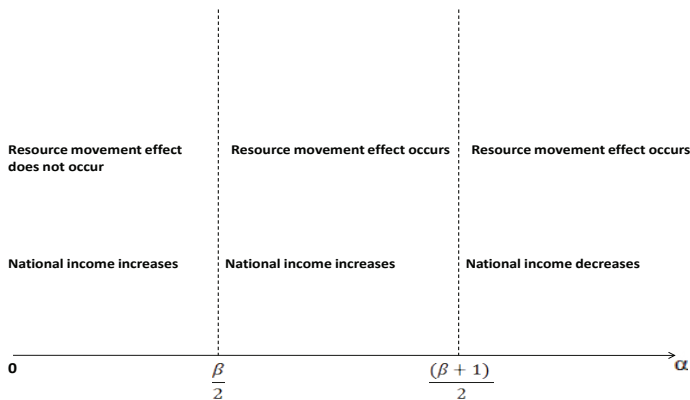 Resource movement effect
does not occur
Resource movement effect occurs
Resource movement effect occurs
National income increases
National income increases
National income decreases
0
β/2
(β + 1)/2
α